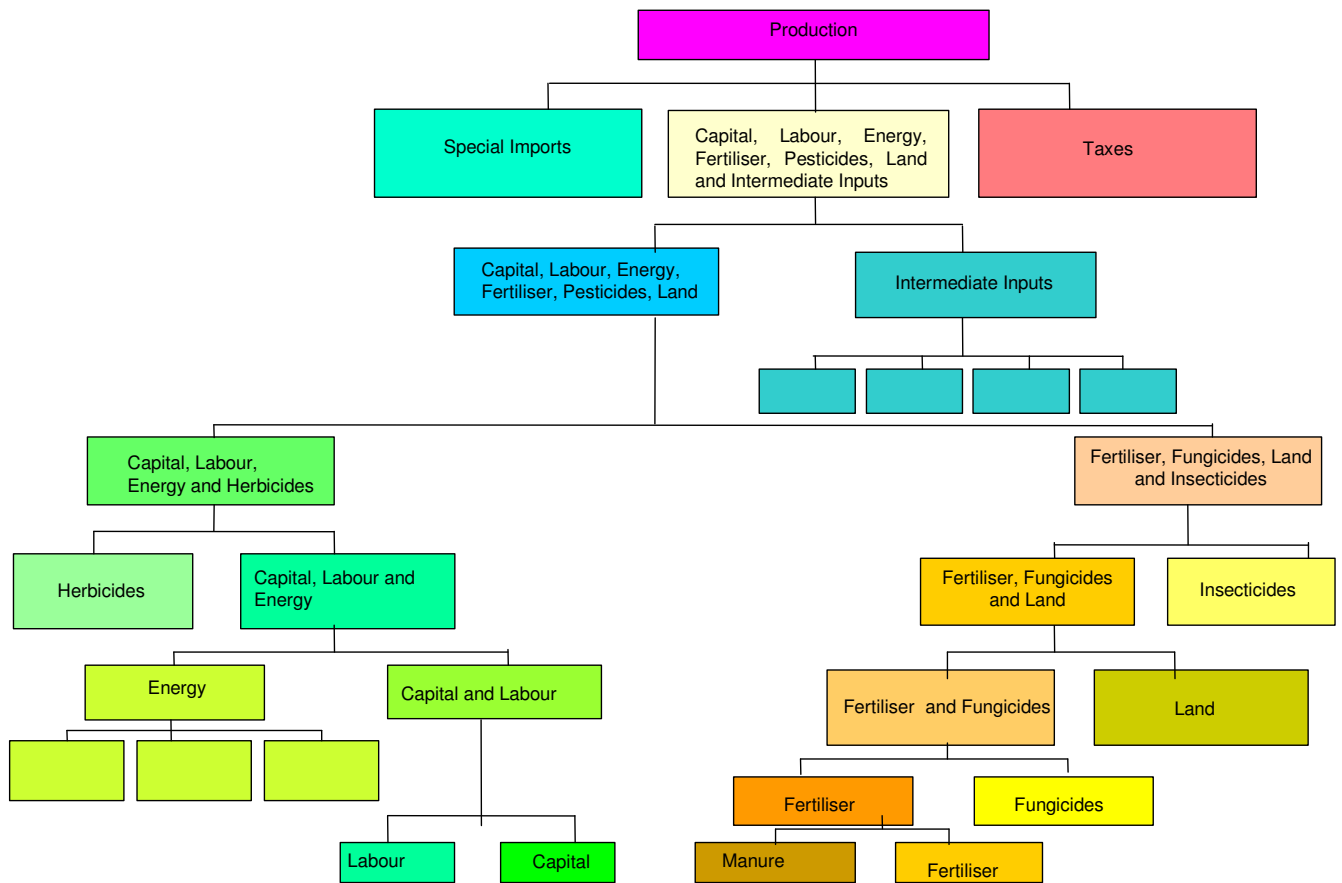 Production
Special Imports
Capital, Labour, Energy,
Fertiliser, Pesticides, Land
and Intermediate Inputs
Taxes
Capital, Labour, Energy,
Fertiliser, Pesticides, Land
Intermediate Inputs
Capital, Labour,
Energy and Herbicides
Fertiliser, Fungicides, Land
and Insecticides
Herbicides
Capital, Labour and
Energy
Fertiliser, Fungicides
and Land
Insecticides
Energy
Capital and Labour
Fertiliser and Fungicides
Land
Fertiliser
Fungicides
Labour
Capital
Manure
Fertiliser